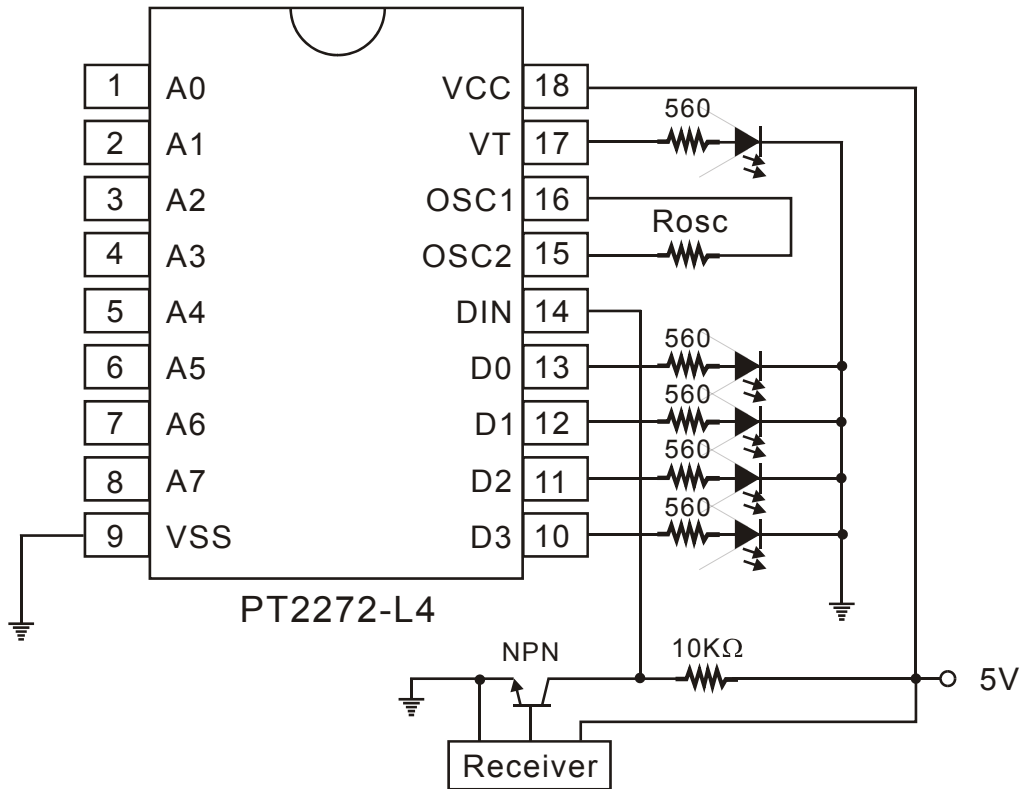 1 A0 VCC 18
560
2 A1 VT 17
3 A2 OSC1 16
Rosc
4 A3 OSC2 15
5 A4 DIN 14
560
6 A5 D0 13
560
7 A6 D1 12
560
8 A7 D2 11
560
9 VSS D3 10
PT2272-L4
NPN
10KΩ
5V
Receiver